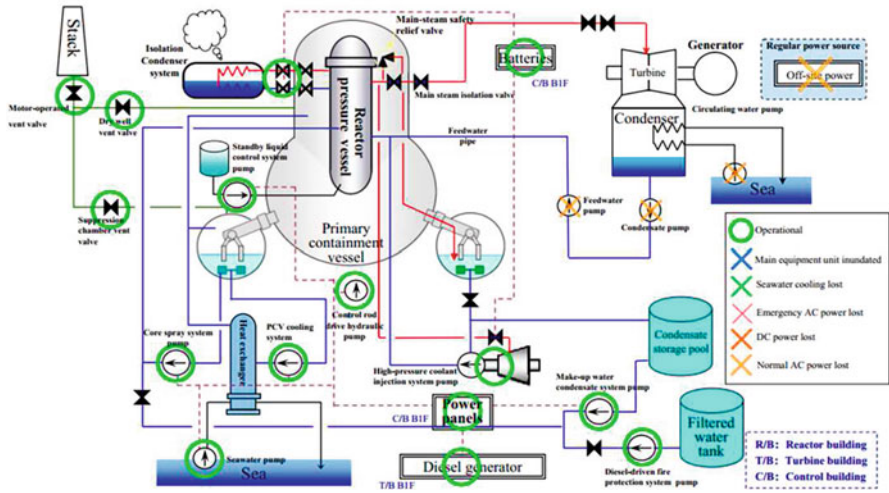 Stack
Motor-operated
vent valve
Dry well
vent valve
Suppression
chamber vent
valve
Isolation
Condenser
system
Standby liquid
control system
pump
Main-steam safety
relief valve
Reactor
pressure vessel
Main steam isolation valve
Feedwater
pipe
Primary
containment
vessel
Batteries
C/B B1F
Turbine
Generator
Condenser
Regular power source
Off-site power
Circulating water pump
Sea
Feedwater
pump
Condensate pump
Operational
Main equipment unit inundated
Seawater cooling lost
Emergency AC power lost
DC power lost
Normal AC power lost
Control rod
drive hydraulic
pump
Core spray system
pump
Heat exchanger
PCV cooling
system
High-pressure coolant
injection system pump
Condensate
storage pool
Make-up water
condensate system pump
C/B B1F
Power
panels
Filtered
water
tank
Seawater pump
Sea
Diesel generator
T/B B1F
Diesel-driven fire
protection system pump
R/B: Reactor building
T/B: Turbine building
C/B: Control building